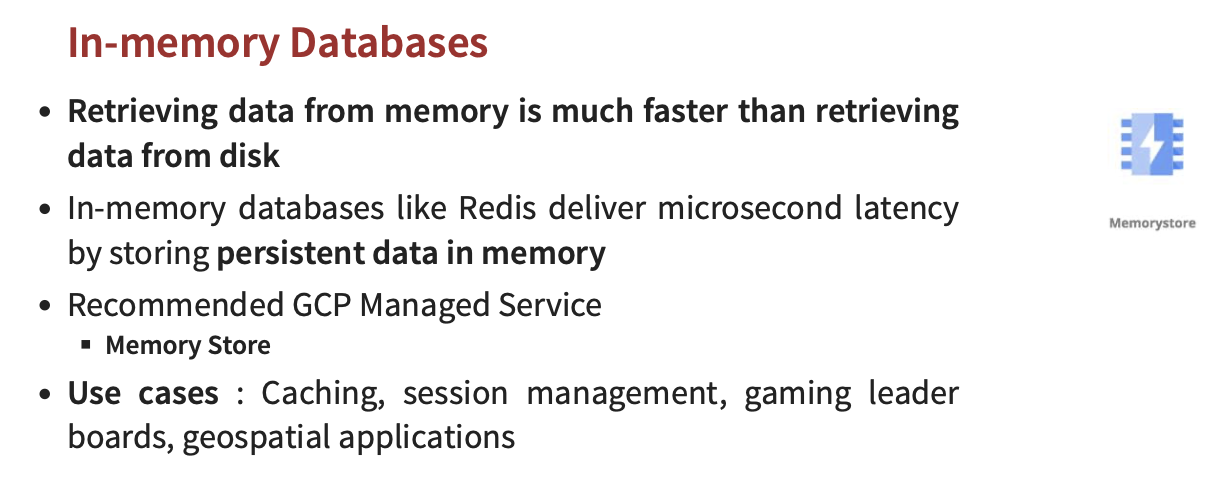 In-memory Databases
• Retrieving data from memory is much faster than retrieving
data from disk
• In-memory databases like Redis deliver microsecond latency
by storing persistent data in memory
• Recommended GCP Managed Service
▪ Memory Store
• Use cases : Caching, session management, gaming leader
boards, geospatial applications
Memorystore